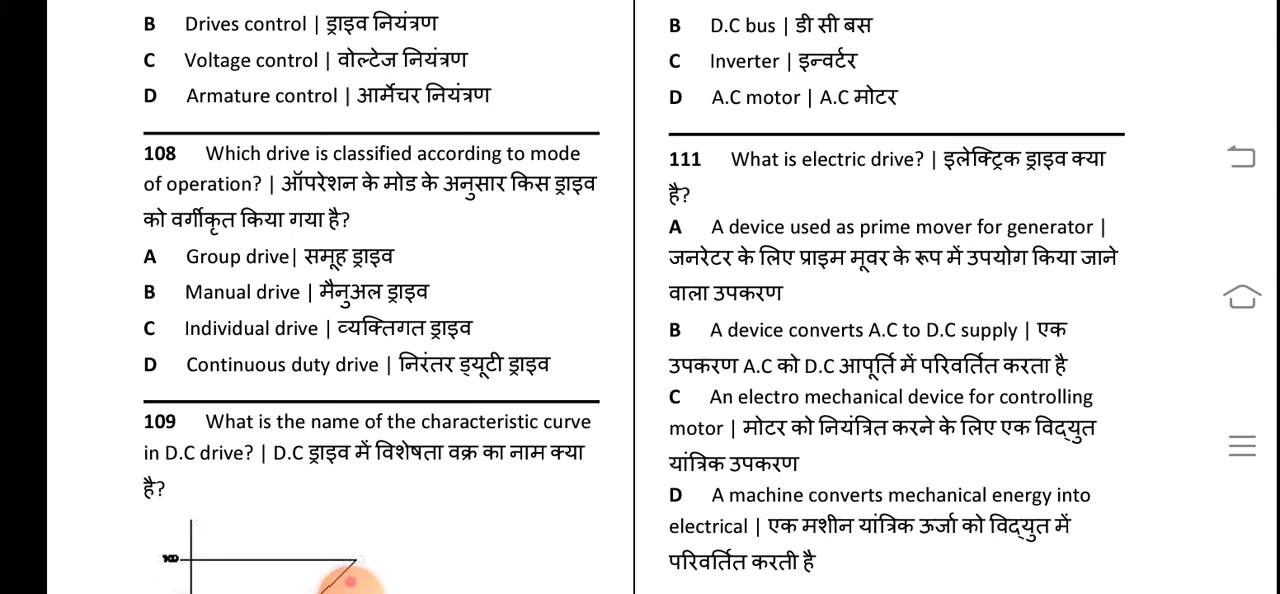 B Drives control | ड्राइव नियंत्रण
C Voltage control | वोल्टेज नियंत्रण
D Armature control | आर्मेचर नियंत्रण
108 Which drive is classified according to mode
of operation? | ऑपरेशन के मोड के अनुसार किस ड्राइव
को वर्गीकृत किया गया है?
A Group drive| समूह ड्राइव
B Manual drive | मैनुअल ड्राइव
C Individual drive | व्यक्तिगत ड्राइव
D Continuous duty drive | निरंतर ड्यूटी ड्राइव
109 What is the name of the characteristic curve
in D.C drive? | D.C ड्राइव में विशेषता वक्र का नाम क्या
है?
100
B D.C bus | डी सी बस
C Inverter | इन्वर्टर
D A.C motor | A.C मोटर
111 What is electric drive? | इलेक्ट्रिक ड्राइव क्या
है?
A A device used as prime mover for generator |
जनरेटर के लिए प्राइम मूवर के रूप में उपयोग किया जाने
वाला उपकरण
B A device converts A.C to D.C supply | एक
उपकरण A.C को D.C आपूर्ति में परिवर्तित करता है
C An electro mechanical device for controlling
motor | मोटर को नियंत्रित करने के लिए एक विद्युत
यांत्रिक उपकरण
D A machine converts mechanical energy into
electrical | एक मशीन यांत्रिक ऊर्जा को विद्युत में
परिवर्तित करती है